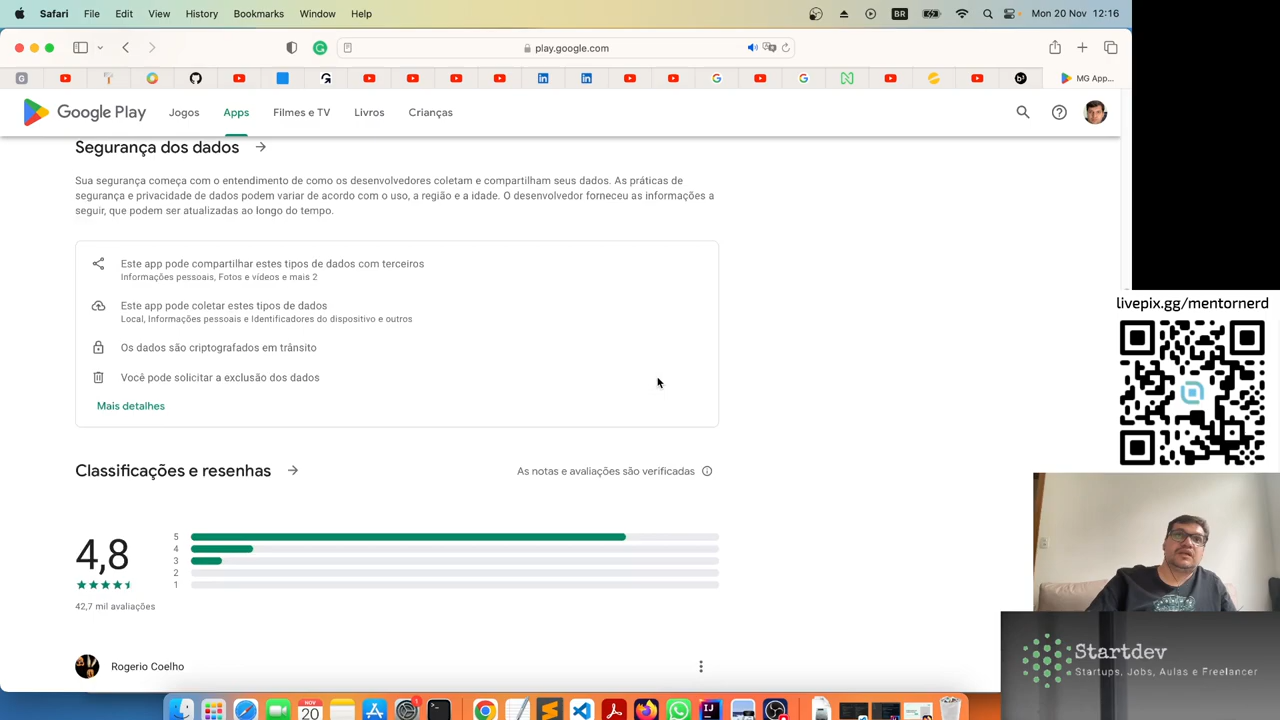 Safari File Edit View History Bookmarks Window Help BR Mon 20 Nov 12:16
play.google.com
MG App...
Google Play Jogos Apps Filmes e TV Livros Crianças
Segurança dos dados
Sua segurança começa com o entendimento de como os desenvolvedores coletam e compartilham seus dados. As práticas de
segurança e privacidade de dados podem variar de acordo com o uso, a região e a idade. O desenvolvedor forneceu as informações a
seguir, que podem ser atualizadas ao longo do tempo.
Este app pode compartilhar estes tipos de dados com terceiros
Informações pessoais, Fotos e vídeos e mais 2
Este app pode coletar estes tipos de dados
Local, Informações pessoais e Identificadores do dispositivo e outros
Os dados são criptografados em trânsito
Você pode solicitar a exclusão dos dados
Mais detalhes
Classificações e resenhas
As notas e avaliações são verificadas
4,8
5
4
3
2
1
42,7 mil avaliações
Rogerio Coelho
livepix.gg/mentornerd
Startdev
Startups, Jobs, Aulas e Freelancer
NOV
20